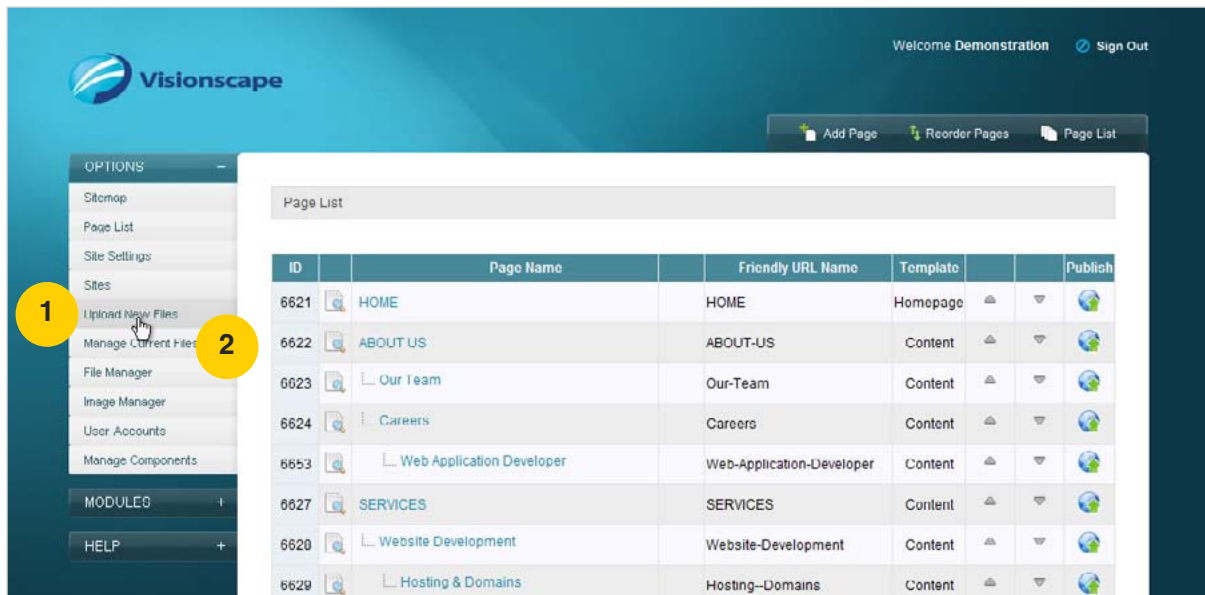 Welcome Demonstration Sign Out
Visionscape
Add Page Reorder Pages Page List
OPTIONS –
Sitemap
Page List
Site Settings
Sites
Upload New Files
Manage Current Files
File Manager
Image Manager
User Accounts
Manage Components
MODULES +
HELP +
1
2
Page List
ID Page Name Friendly URL Name Template Publish
6621 HOME HOME Homepage
6622 ABOUT US ABOUT-US Content
6623 Our Team Our-Team Content
6624 Careers Careers Content
6653 Web Application Developer Web-Application-Developer Content
6627 SERVICES SERVICES Content
6628 Website Development Website-Development Content
6629 Hosting & Domains Hosting--Domains Content